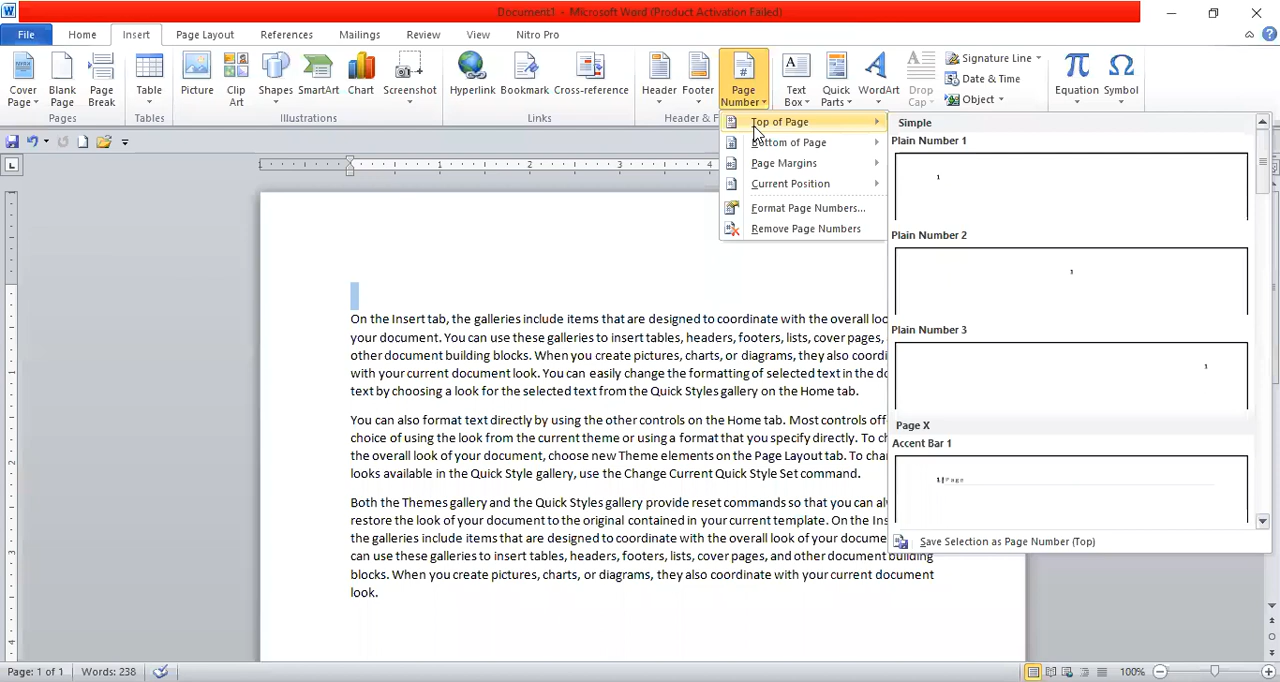 Document1 - Microsoft Word (Product Activation Failed)
File Home Insert Page Layout References Mailings Review View Nitro Pro
Cover Page
Blank Page
Page Break
Table
Picture
Clip Art
Shapes
SmartArt
Chart
Screenshot
Hyperlink
Bookmark
Cross-reference
Header
Footer
Page Number
Text Box
Quick Parts
WordArt
Drop Cap
Signature Line
Date & Time
Object
Equation
Symbol
Pages Tables Illustrations Links Header & F
Top of Page
Bottom of Page
Page Margins
Current Position
Format Page Numbers...
Remove Page Numbers
Simple
Plain Number 1
1
Plain Number 2
1
Plain Number 3
1
Page X
Accent Bar 1
1|Page
Save Selection as Page Number (Top)
1 1 2 3 4
1
2
3
4
On the Insert tab, the galleries include items that are designed to coordinate with the overall loo
your document. You can use these galleries to insert tables, headers, footers, lists, cover pages,
other document building blocks. When you create pictures, charts, or diagrams, they also coordi
with your current document look. You can easily change the formatting of selected text in the do
text by choosing a look for the selected text from the Quick Styles gallery on the Home tab.
You can also format text directly by using the other controls on the Home tab. Most controls off
choice of using the look from the current theme or using a format that you specify directly. To ch
the overall look of your document, choose new Theme elements on the Page Layout tab. To char
looks available in the Quick Style gallery, use the Change Current Quick Style Set command.
Both the Themes gallery and the Quick Styles gallery provide reset commands so that you can al
restore the look of your document to the original contained in your current template. On the Ins
the galleries include items that are designed to coordinate with the overall look of your docume
can use these galleries to insert tables, headers, footers, lists, cover pages, and other document building
blocks. When you create pictures, charts, or diagrams, they also coordinate with your current document
look.
Page: 1 of 1 Words: 238 100%